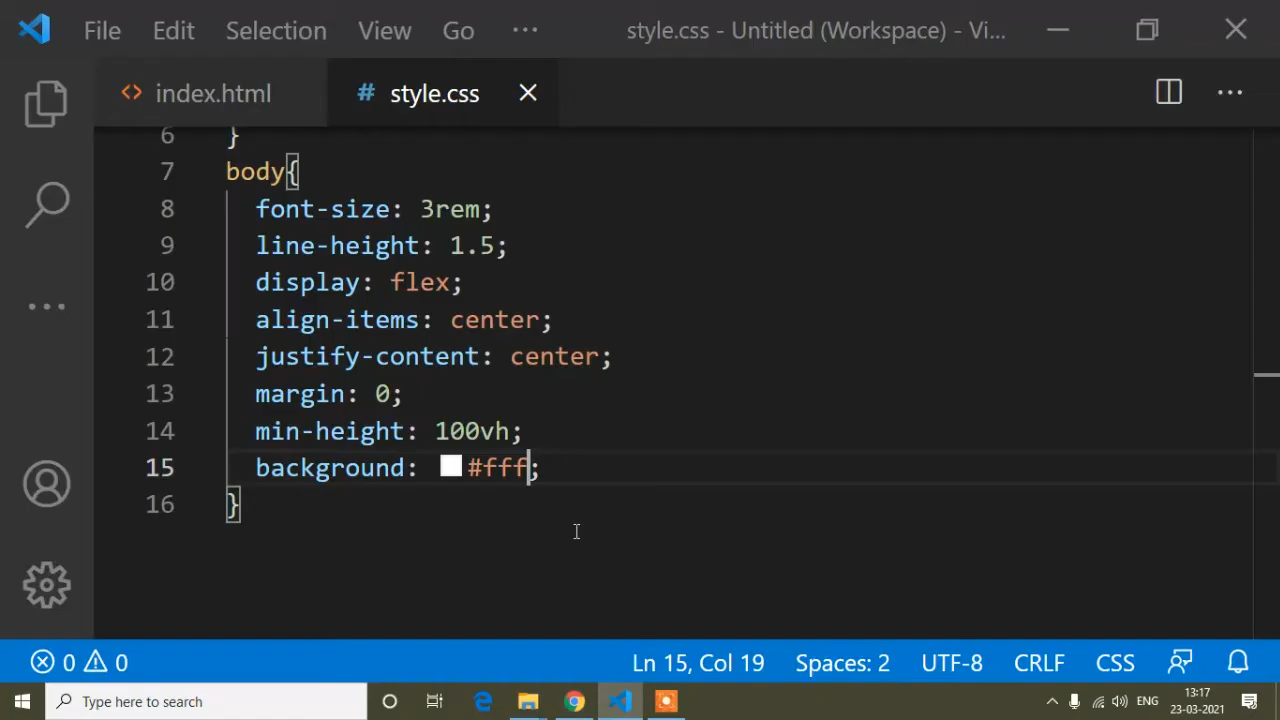 File Edit Selection View Go ··· style.css - Untitled (Workspace) - Vi...
<> index.html # style.css
6 }
7 body{
8 font-size: 3rem;
9 line-height: 1.5;
10 display: flex;
11 align-items: center;
12 justify-content: center;
13 margin: 0;
14 min-height: 100vh;
15 background: #fff;
16 }
0 0 Ln 15, Col 19 Spaces: 2 UTF-8 CRLF CSS
Type here to search ENG 13:17
23-03-2021